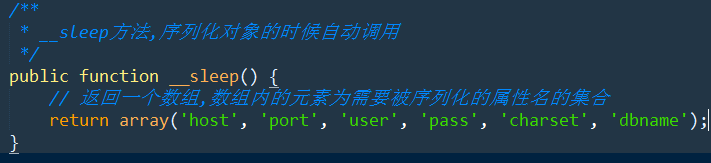 /**
 * __sleep方法,序列化对象的时候自动调用
 */
public function __sleep() {
    // 返回一个数组,数组内的元素为需要被序列化的属性名的集合
    return array('host', 'port', 'user', 'pass', 'charset', 'dbname');
}